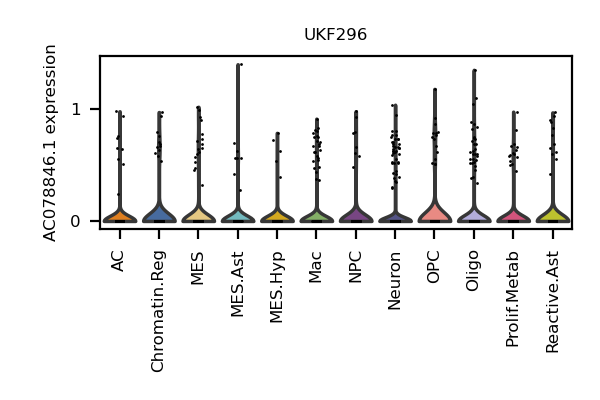 UKF296
AC078846.1 expression
1
0
AC
Chromatin.Reg
MES
MES.Ast
MES.Hyp
Mac
NPC
Neuron
OPC
Oligo
Prolif.Metab
Reactive.Ast